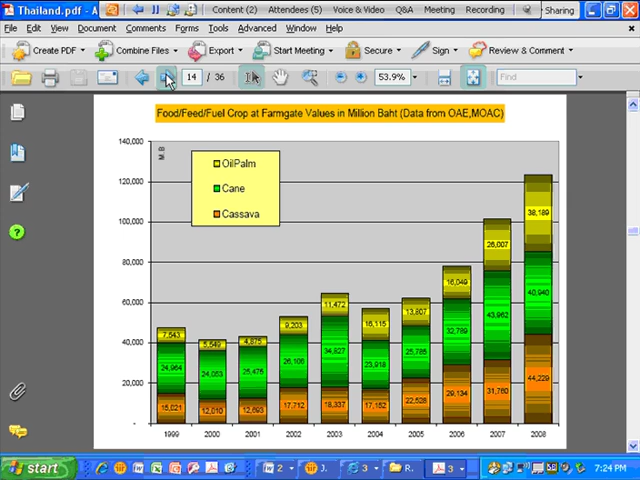 Thailand.pdf - A
Content (2) Attendees (5) Voice & Video Q&A Meeting Recording Sharing
File Edit View Document Comments Forms Tools Advanced Window Help
Create PDF Combine Files Export Start Meeting Secure Sign Review & Comment
14 / 36 53.9% Find
Food/Feed/Fuel Crop at Farmgate Values in Million Baht (Data from OAE,MOAC)
140,000
M.B
OilPalm
120,000
Cane
38,189
Cassava
100,000
26,007
80,000
16,049
40,940
60,000
11,472
13,807
43,962
16,115
9,203
32,789
40,000
7,543
5,549
4,875
34,827
25,785
24,964
24,053
25,475
26,106
23,918
44,229
20,000
29,134
31,760
15,021
12,010
12,693
17,712
18,337
17,152
22,528
-
1999 2000 2001 2002 2003 2004 2005 2006 2007 2008
start
2
J.
3
R.
3
7:24 PM